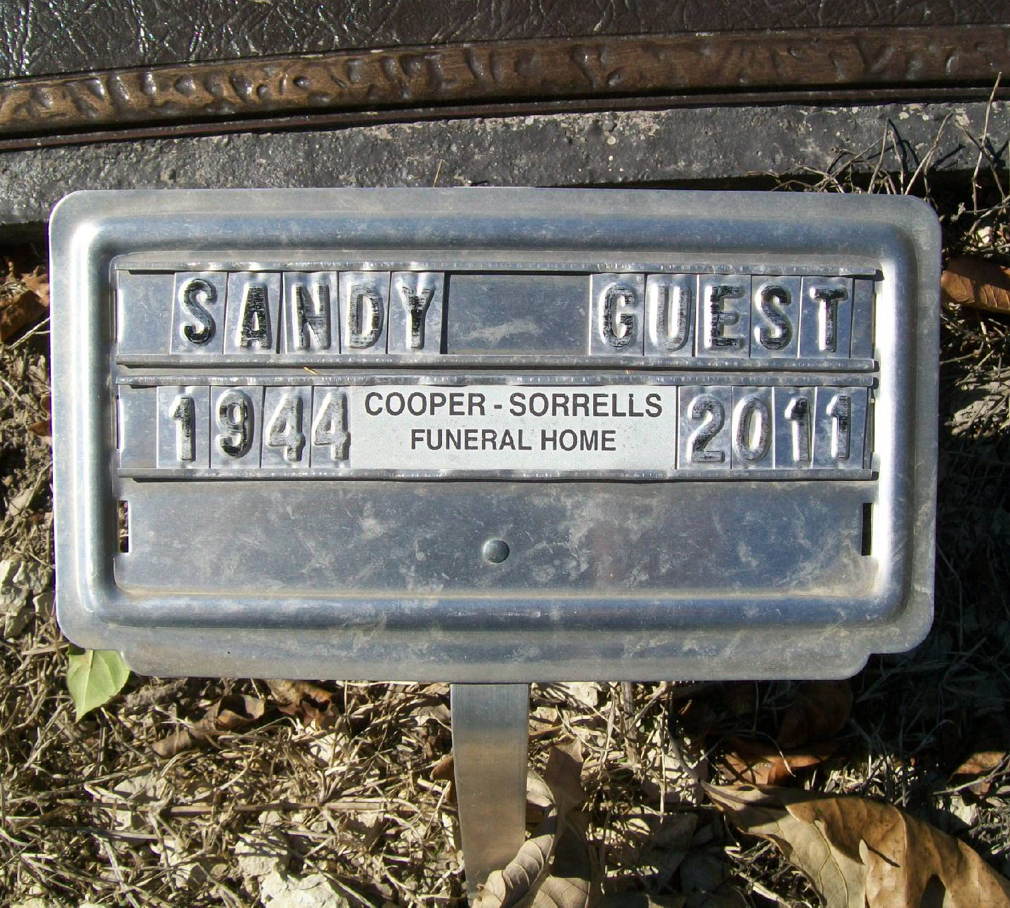 SANDY GUEST
1944 COOPER - SORRELLS FUNERAL HOME 2011